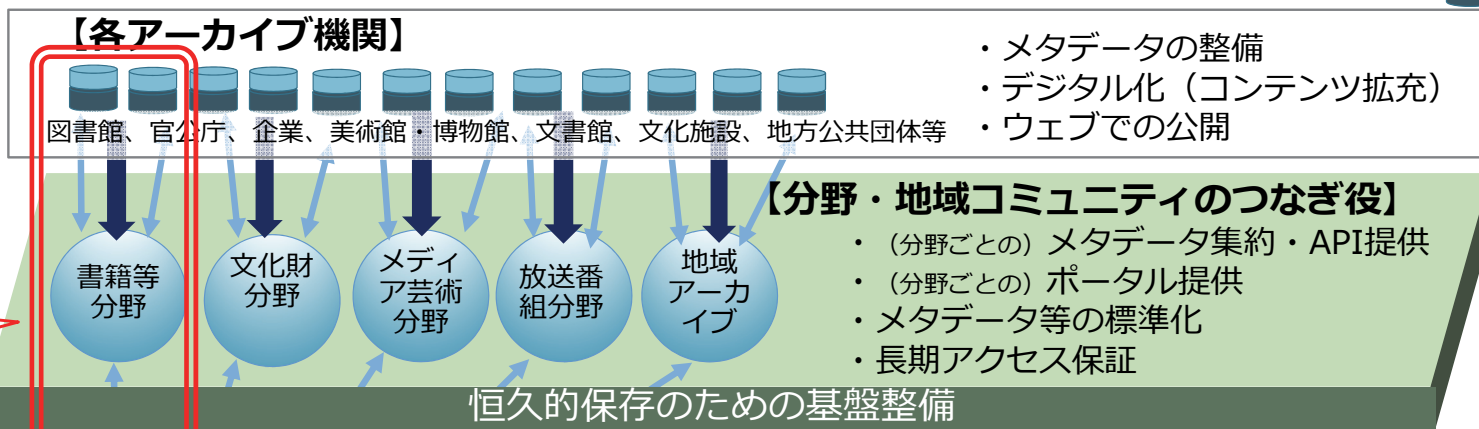 【各アーカイブ機関】
・メタデータの整備
・デジタル化（コンテンツ拡充）
・ウェブでの公開
図書館、官公庁、企業、美術館・博物館、文書館、文化施設、地方公共団体等
【分野・地域コミュニティのつなぎ役】
・（分野ごとの）メタデータ集約・API提供
・（分野ごとの）ポータル提供
・メタデータ等の標準化
・長期アクセス保証
書籍等
分野
文化財
分野
メディ
ア芸術
分野
放送番
組分野
地域
アーカ
イブ
恒久的保存のための基盤整備